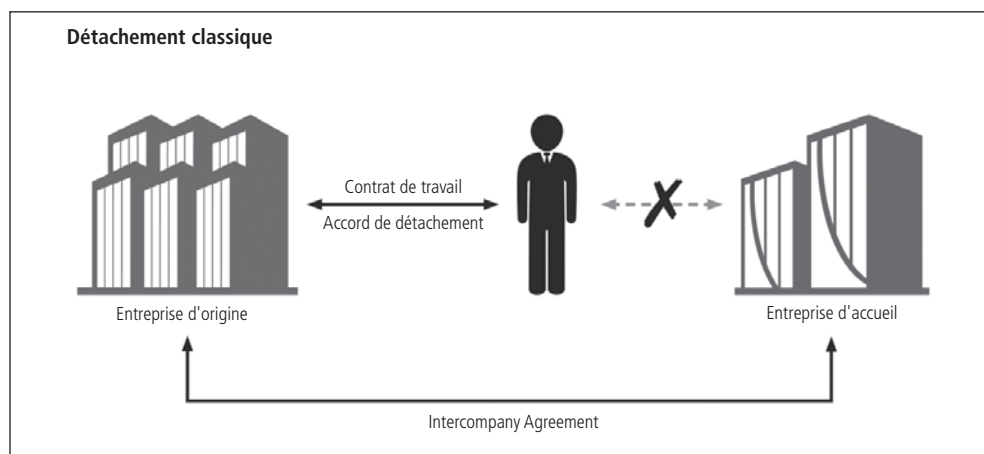 Détachement classique
Contrat de travail
Accord de détachement
Entreprise d'origine
Entreprise d'accueil
Intercompany Agreement